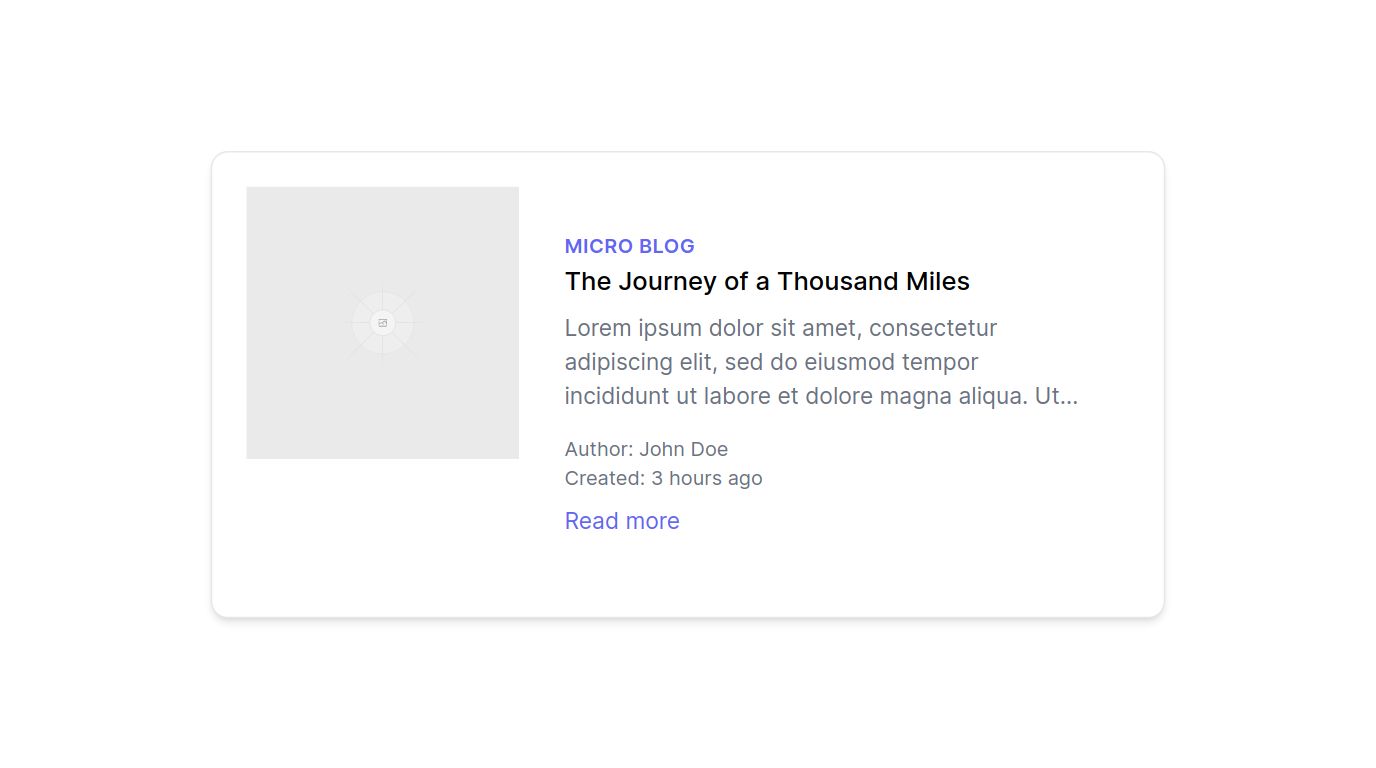 MICRO BLOG
The Journey of a Thousand Miles
Lorem ipsum dolor sit amet, consectetur
adipiscing elit, sed do eiusmod tempor
incididunt ut labore et dolore magna aliqua. Ut...
Author: John Doe
Created: 3 hours ago
Read more